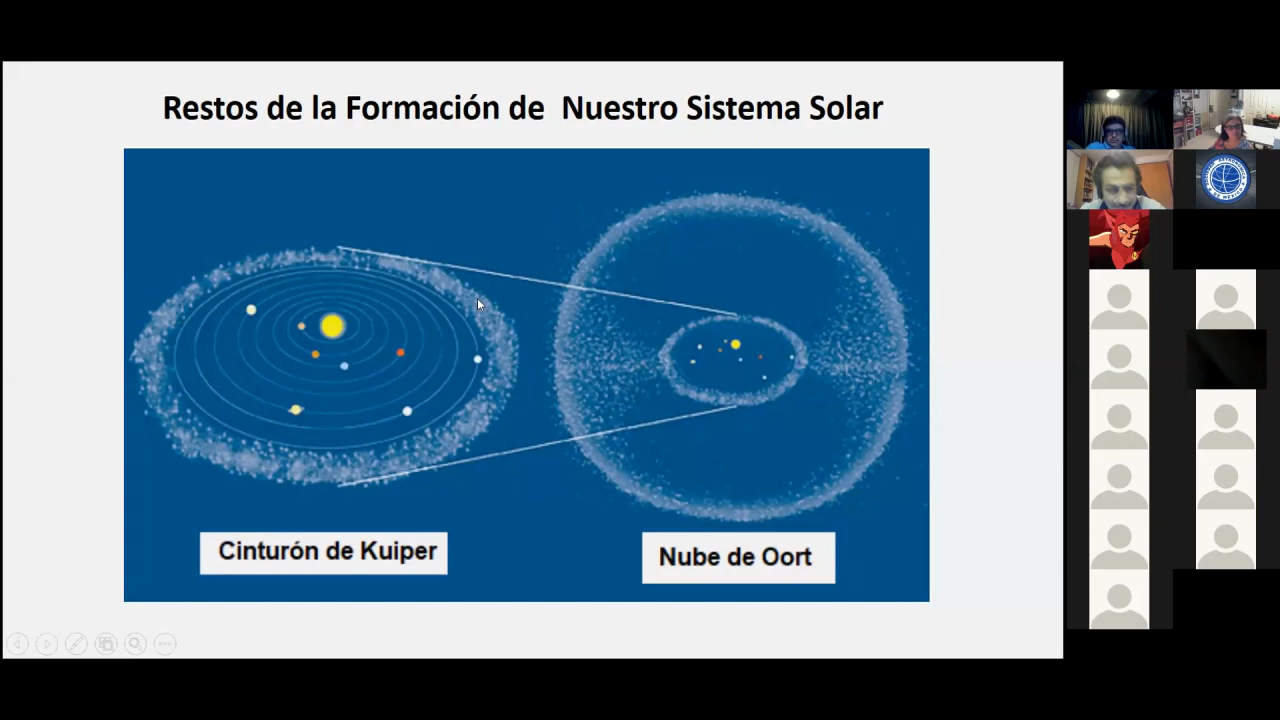 Restos de la Formación de Nuestro Sistema Solar
Cinturón de Kuiper
Nube de Oort